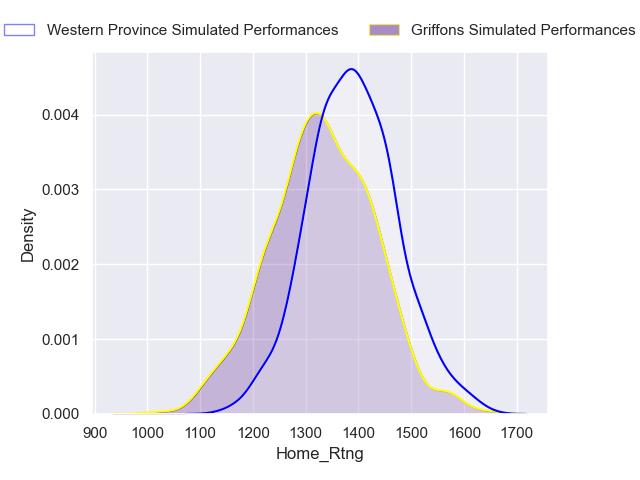 Western Province Simulated Performances
Griffons Simulated Performances
0.004
0.003
0.002
0.001
0.000
Density
900 1000 1100 1200 1300 1400 1500 1600 1700
Home_Rtng